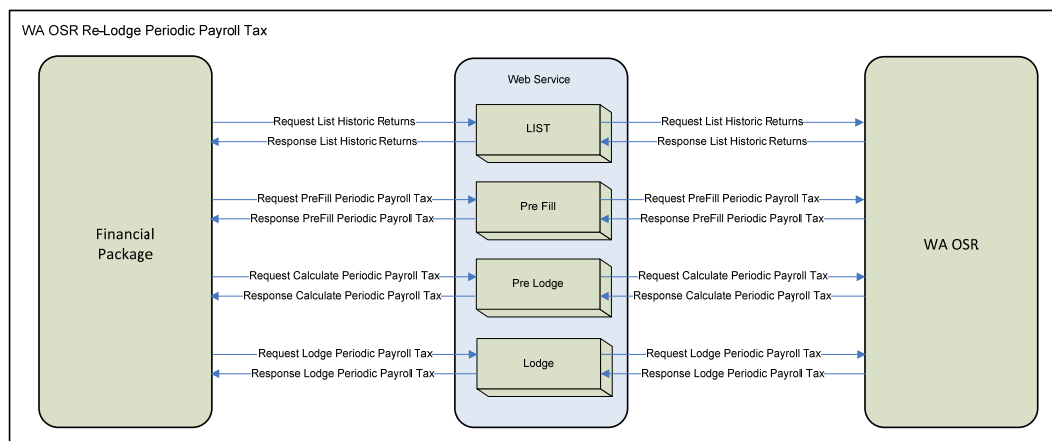 WA OSR Re-Lodge Periodic Payroll Tax
Web Service
Request List Historic Returns
LIST
Request List Historic Returns
Response List Historic Returns
Response List Historic Returns
Request PreFill Periodic Payroll Tax
Pre Fill
Request PreFill Periodic Payroll Tax
Response PreFill Periodic Payroll Tax
Response PreFill Periodic Payroll Tax
Financial
Package
WA OSR
Request Calculate Periodic Payroll Tax
Pre Lodge
Request Calculate Periodic Payroll Tax
Response Calculate Periodic Payroll Tax
Response Calculate Periodic Payroll Tax
Request Lodge Periodic Payroll Tax
Lodge
Request Lodge Periodic Payroll Tax
Response Lodge Periodic Payroll Tax
Response Lodge Periodic Payroll Tax